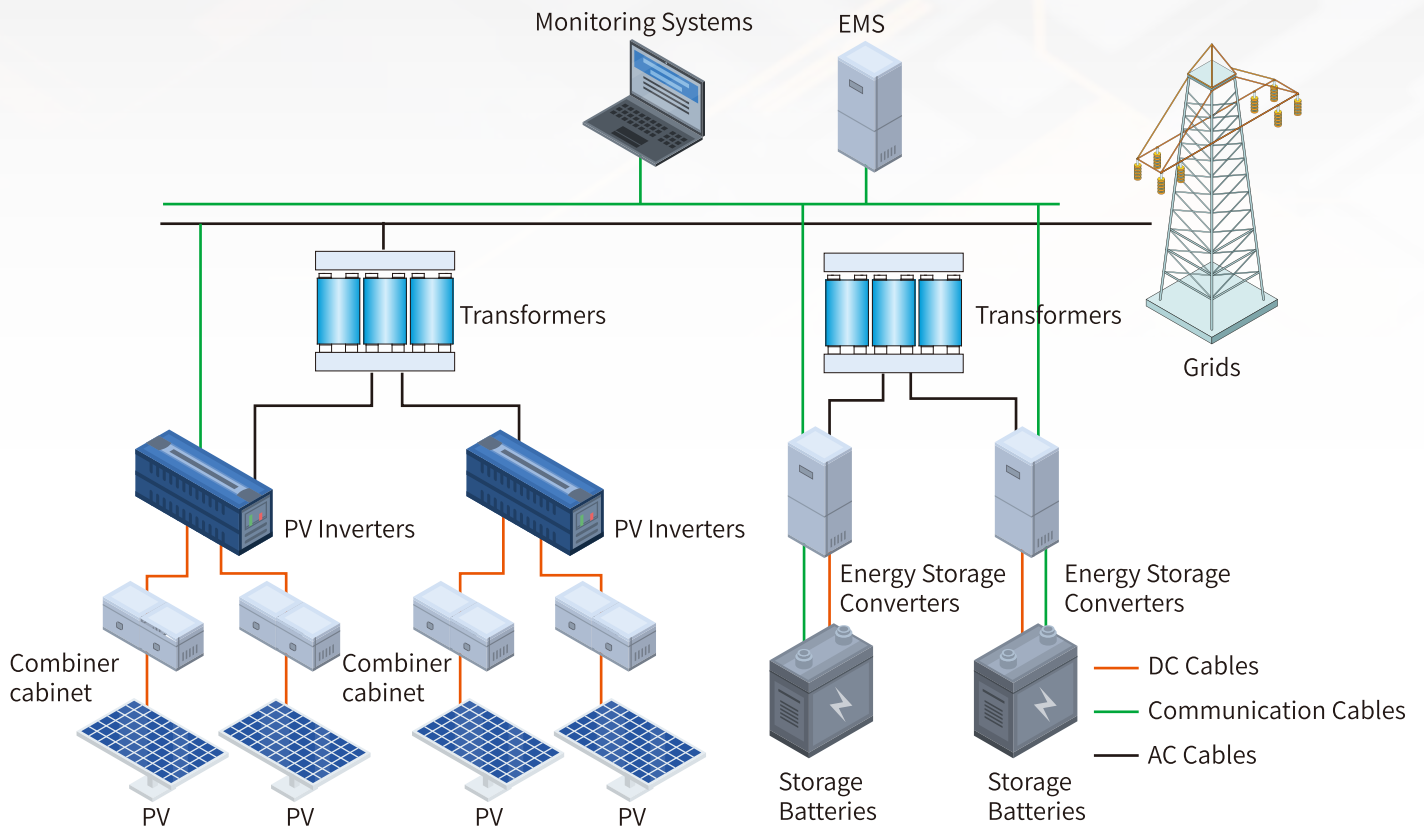 Monitoring Systems
EMS
Transformers
Transformers
Grids
PV Inverters
PV Inverters
Energy Storage
Converters
Energy Storage
Converters
Combiner
cabinet
Combiner
cabinet
DC Cables
Communication Cables
AC Cables
Storage
Batteries
Storage
Batteries
PV
PV
PV
PV